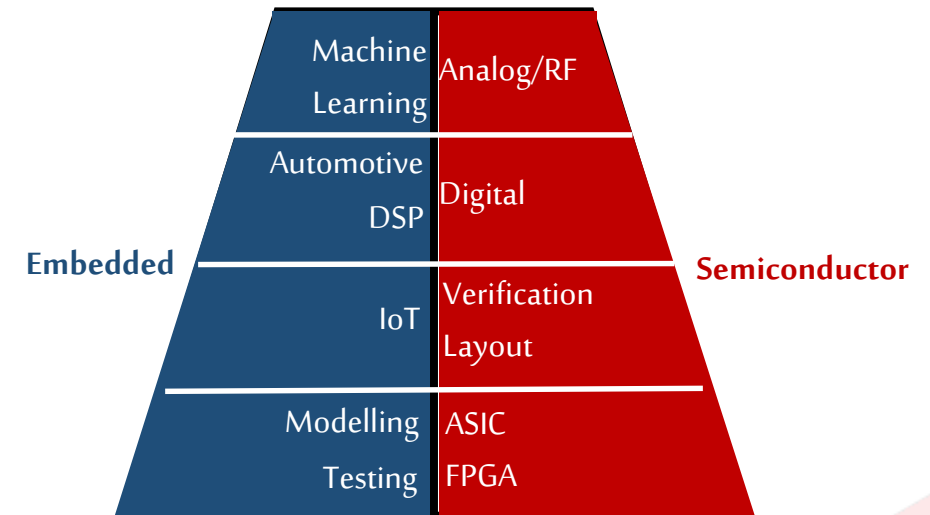 Machine
Learning
Analog/RF
Automotive
DSP
Digital
Embedded
Semiconductor
IoT
Verification
Layout
Modelling
Testing
ASIC
FPGA